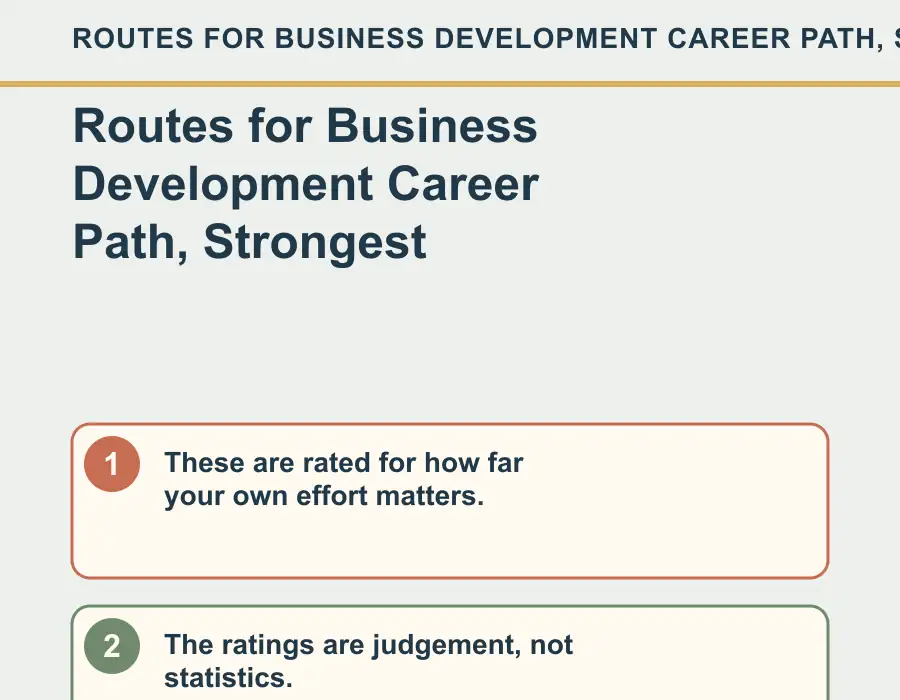 ROUTES FOR BUSINESS DEVELOPMENT CAREER PATH,
Routes for Business
Development Career
Path, Strongest
1
These are rated for how far
your own effort matters.
2
The ratings are judgement, not
statistics.